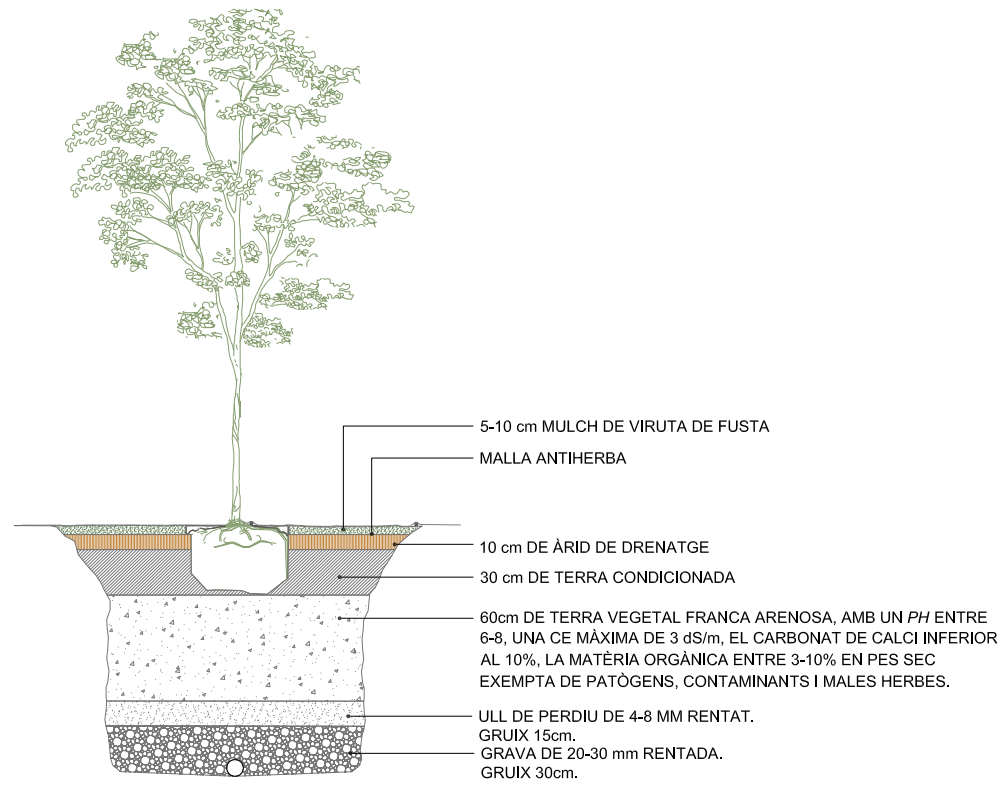 5-10 cm MULCH DE VIRUTA DE FUSTA
MALLA ANTIHERBA
10 cm DE ÀRID DE DRENATGE
30 cm DE TERRA CONDICIONADA
60cm DE TERRA VEGETAL FRANCA ARENOSA, AMB UN PH ENTRE
6-8, UNA CE MÀXIMA DE 3 dS/m, EL CARBONAT DE CALCI INFERIOR
AL 10%, LA MATÈRIA ORGÀNICA ENTRE 3-10% EN PES SEC
EXEMPTA DE PATÒGENS, CONTAMINANTS I MALES HERBES.
ULL DE PERDIU DE 4-8 MM RENTAT.
GRUIX 15cm.
GRAVA DE 20-30 mm RENTADA.
GRUIX 30cm.